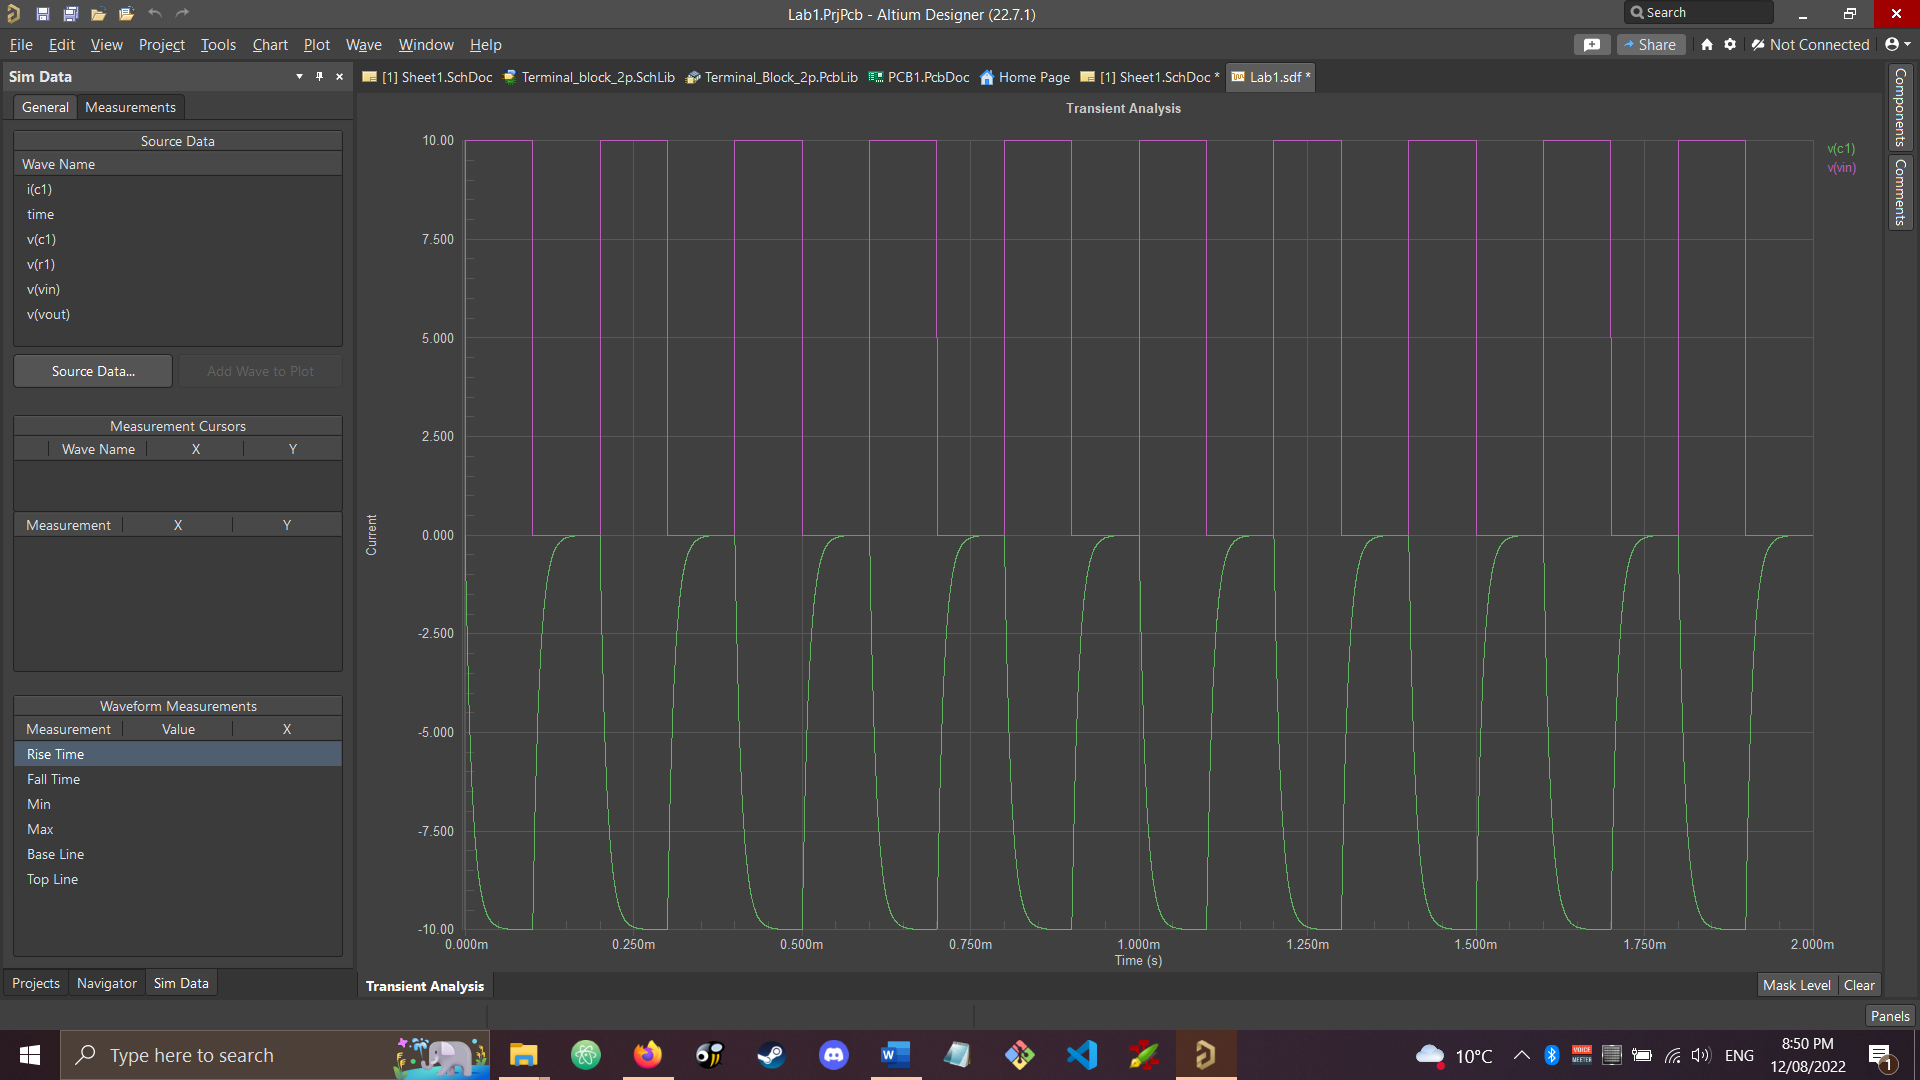 Lab1.PrjPcb - Altium Designer (22.7.1)
Search
File Edit View Project Tools Chart Plot Wave Window Help
Share
Not Connected
Sim Data
[1] Sheet1.SchDoc Terminal_block_2p.SchLib Terminal_Block_2p.PcbLib PCB1.PcbDoc Home Page [1] Sheet1.SchDoc * Lab1.sdf *
General Measurements
Source Data
Wave Name
i(c1)
time
v(c1)
v(r1)
v(vin)
v(vout)
Source Data... Add Wave to Plot
Measurement Cursors
Wave Name X Y
Measurement X Y
Waveform Measurements
Measurement Value X
Rise Time
Fall Time
Min
Max
Base Line
Top Line
Projects Navigator Sim Data
Transient Analysis
10.00
7.500
5.000
2.500
0.000
-2.500
-5.000
-7.500
-10.00
Current
0.000m 0.250m 0.500m 0.750m 1.000m 1.250m 1.500m 1.750m 2.000m
Time (s)
v(c1)
v(vin)
Components
Comments
Transient Analysis
Mask Level Clear
Panels
Type here to search
W
VOICE
MEETER
10°C
ENG
8:50 PM
12/08/2022
1